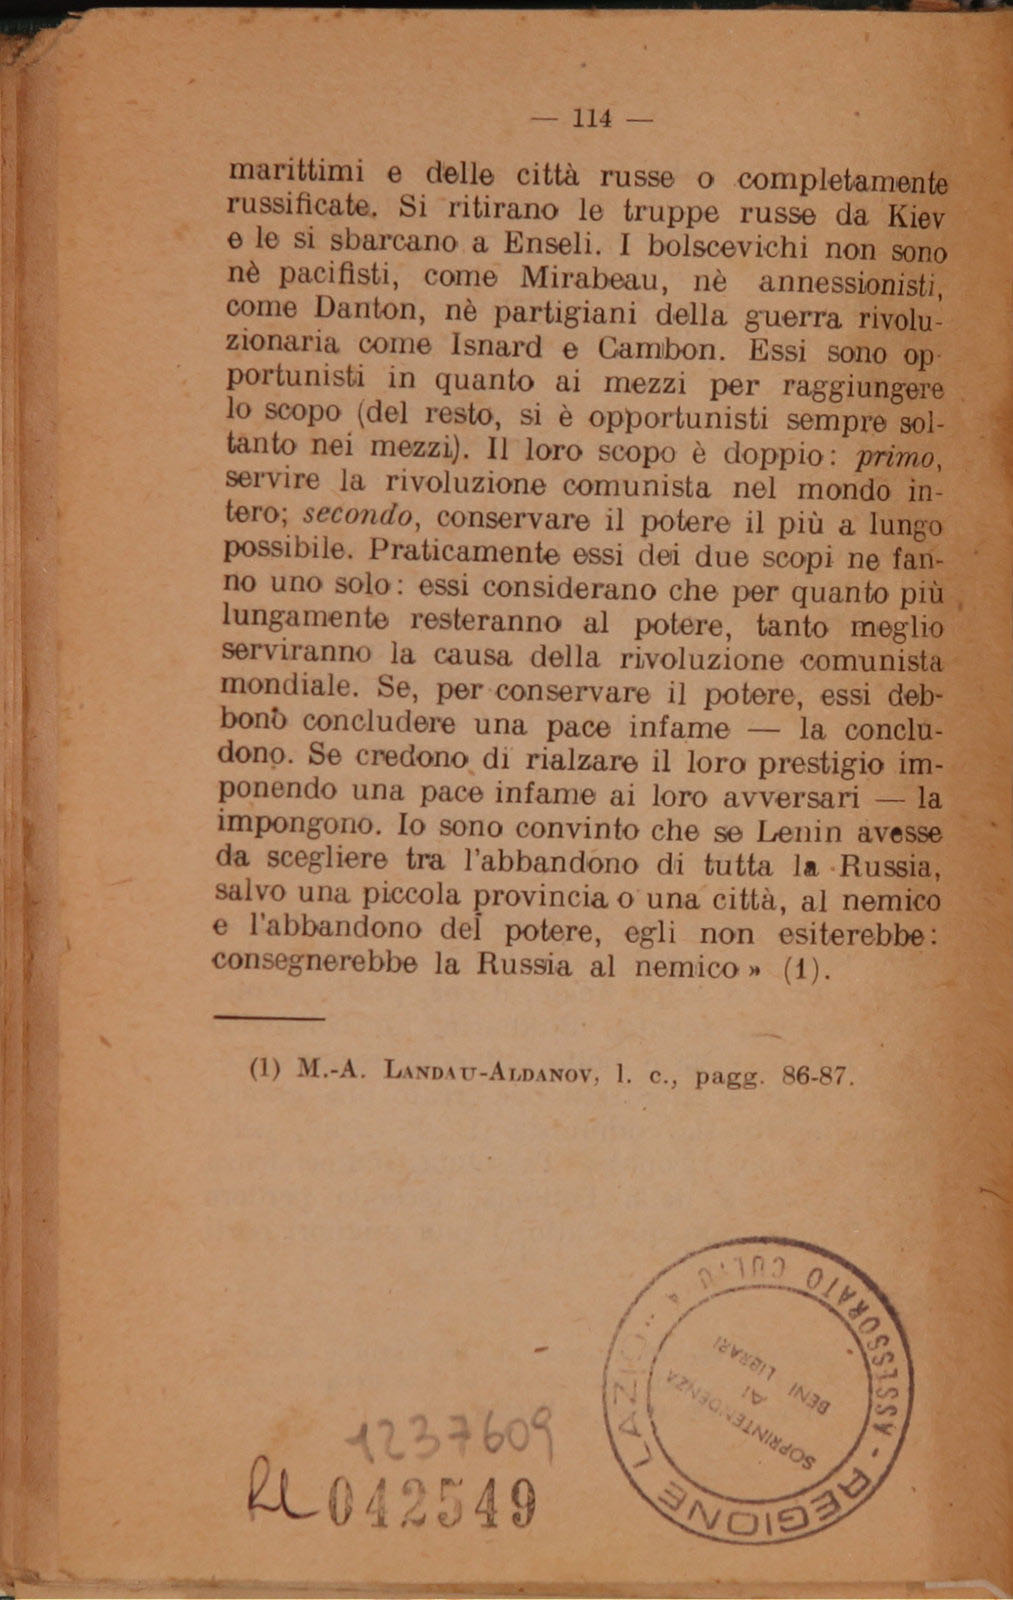 — 114 —
marittimi e delle città russe o completamente
russificate. Si ritirano le truppe russe da Kiev
e le si sbarcano a Enseli. I bolscevichi non sono
nè pacifisti, come Mirabeau, nè annessionisti,
come Danton, nè partigiani della guerra rivolu-
zionaria come Isnard e Cambon. Essi sono op-
portunisti in quanto ai mezzi per raggiungere
lo scopo (del resto, si è opportunisti sempre sol-
tanto nei mezzi). Il loro scopo è doppio: primo,
servire la rivoluzione comunista nel mondo in-
tero; secondo, conservare il potere il più a lungo
possibile. Praticamente essi dei due scopi ne fan-
no uno solo: essi considerano che per quanto più
lungamente resteranno al potere, tanto meglio
serviranno la causa della rivoluzione comunista
mondiale. Se, per conservare il potere, essi deb-
bono concludere una pace infame — la conclu-
dono. Se credono di rialzare il loro prestigio im-
ponendo una pace infame ai loro avversari — la
impongono. Io sono convinto che se Lenin avesse
da scegliere tra l'abbandono di tutta la Russia,
salvo una piccola provincia o una città, al nemico
e l'abbandono del potere, egli non esiterebbe:
consegnerebbe la Russia al nemico» (1).
(1) M.-A. Landau-Aldanov, l. c., pagg. 86-87.
REGIONE LAZIO
ASSESSORATO
SOPRINTENDENZA
AI
BENI LIBRARI
1237609
042549